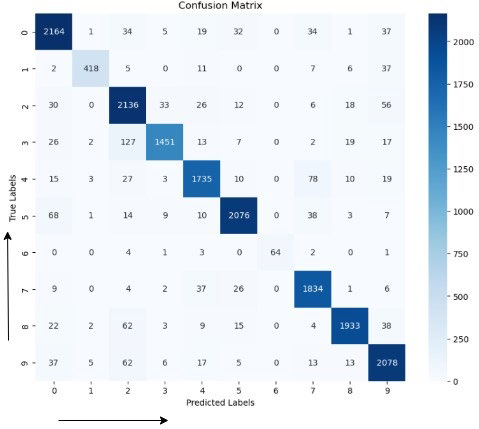 Confusion Matrix
0 2164 1 34 5 19 32 0 34 1 37
1 2 418 5 0 11 0 0 7 6 37
2 30 0 2136 33 26 12 0 6 18 56
3 26 2 127 1451 13 7 0 2 19 17
4 15 3 27 3 1735 10 0 78 10 19
5 68 1 14 9 10 2076 0 38 3 7
6 0 0 4 1 3 0 64 2 0 1
7 9 0 4 2 37 26 0 1834 1 6
8 22 2 62 3 9 15 0 4 1933 38
9 37 5 62 6 17 5 0 13 13 2078
0 1 2 3 4 5 6 7 8 9
Predicted Labels
True Labels
2000
1750
1500
1250
1000
750
500
250
0